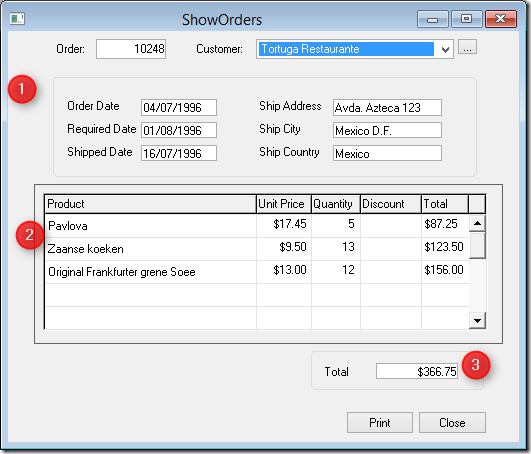 ShowOrders
Order: 10248 Customer: Tortuga Restaurante ...
1
Order Date 04/07/1996 Ship Address Avda. Azteca 123
Required Date 01/08/1996 Ship City Mexico D.F.
Shipped Date 16/07/1996 Ship Country Mexico
Product Unit Price Quantity Discount Total
Pavlova $17.45 5 $87.25
2
Zaanse koeken $9.50 13 $123.50
Original Frankfurter grene Soee $13.00 12 $156.00
Total $366.75 3
Print Close